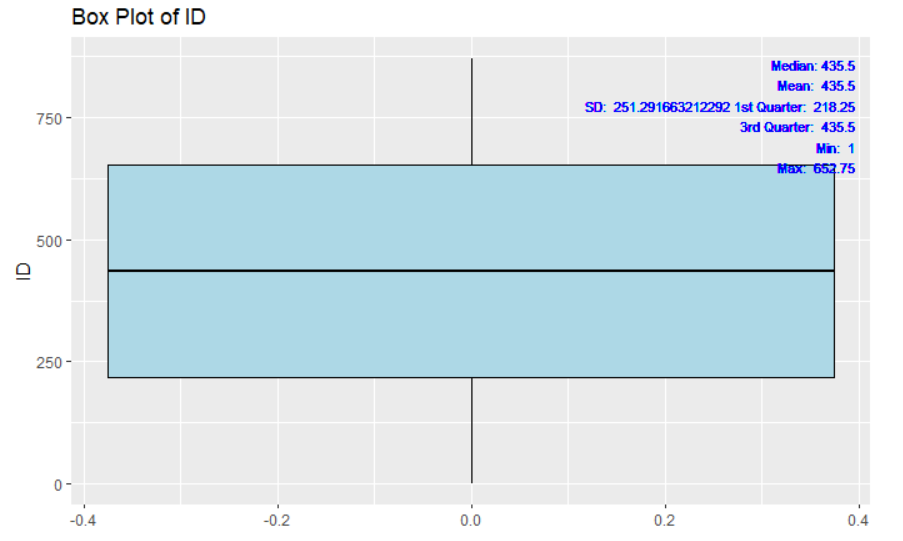 Box Plot of ID
Median: 435.5
Mean: 435.5
SD: 251.291663212292 1st Quarter: 218.25
3rd Quarter: 435.5
Min: 1
Max: 652.75
750
500
250
0
ID
-0.4
-0.2
0.0
0.2
0.4